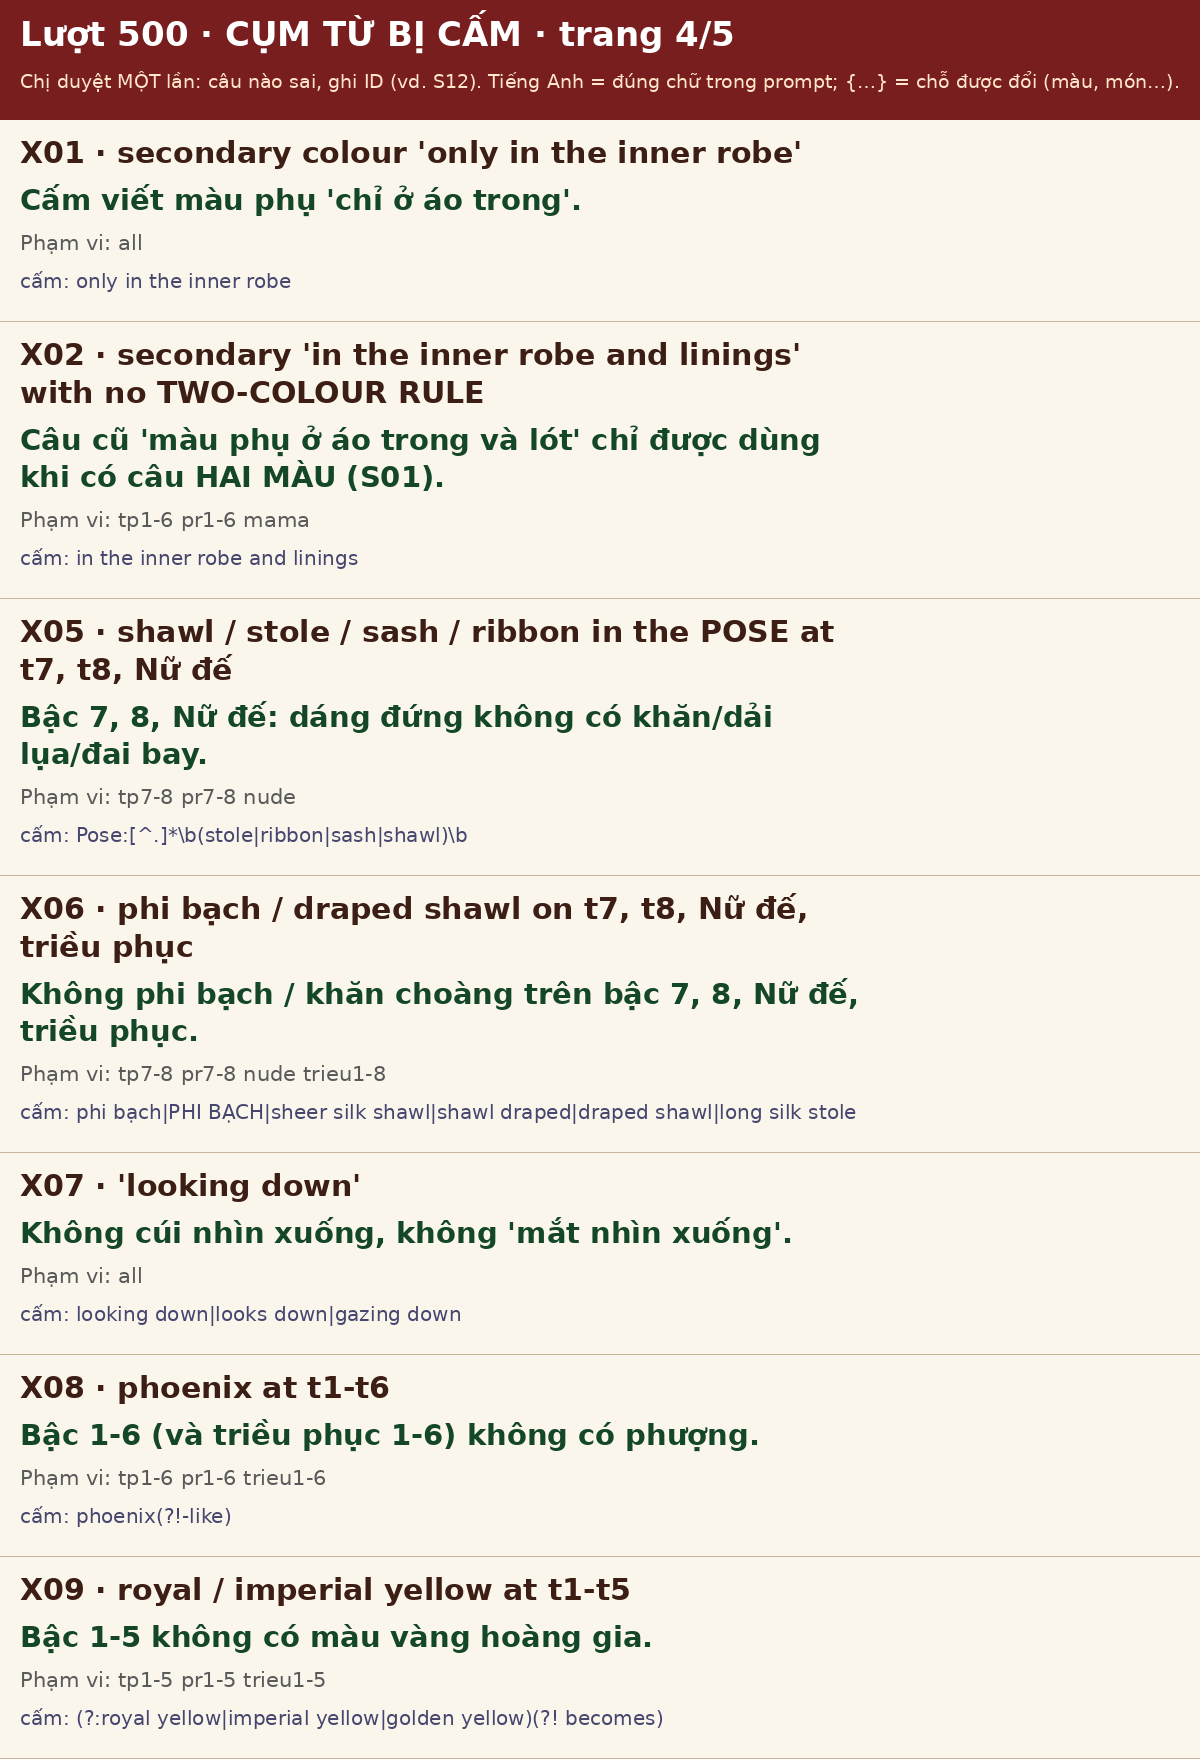 Lượt 500 · CỤM TỪ BỊ CẤM · trang 4/5
Chị duyệt MỘT lần: câu nào sai, ghi ID (vd. S12). Tiếng Anh = đúng chữ trong prompt; {…} = chỗ được đổi (màu, món…).
X01 · secondary colour 'only in the inner robe'
Cấm viết màu phụ 'chỉ ở áo trong'.
Phạm vi: all
cấm: only in the inner robe
X02 · secondary 'in the inner robe and linings'
with no TWO-COLOUR RULE
Câu cũ 'màu phụ ở áo trong và lót' chỉ được dùng
khi có câu HAI MÀU (S01).
Phạm vi: tp1-6 pr1-6 mama
cấm: in the inner robe and linings
X05 · shawl / stole / sash / ribbon in the POSE at
t7, t8, Nữ đế
Bậc 7, 8, Nữ đế: dáng đứng không có khăn/dải
lụa/đai bay.
Phạm vi: tp7-8 pr7-8 nude
cấm: Pose:[^.]*\b(stole|ribbon|sash|shawl)\b
X06 · phi bạch / draped shawl on t7, t8, Nữ đế,
triều phục
Không phi bạch / khăn choàng trên bậc 7, 8, Nữ đế,
triều phục.
Phạm vi: tp7-8 pr7-8 nude trieu1-8
cấm: phi bạch|PHI BẠCH|sheer silk shawl|shawl draped|draped shawl|long silk stole
X07 · 'looking down'
Không cúi nhìn xuống, không 'mắt nhìn xuống'.
Phạm vi: all
cấm: looking down|looks down|gazing down
X08 · phoenix at t1-t6
Bậc 1-6 (và triều phục 1-6) không có phượng.
Phạm vi: tp1-6 pr1-6 trieu1-6
cấm: phoenix(?!-like)
X09 · royal / imperial yellow at t1-t5
Bậc 1-5 không có màu vàng hoàng gia.
Phạm vi: tp1-5 pr1-5 trieu1-5
cấm: (?:royal yellow|imperial yellow|golden yellow)(?! becomes)